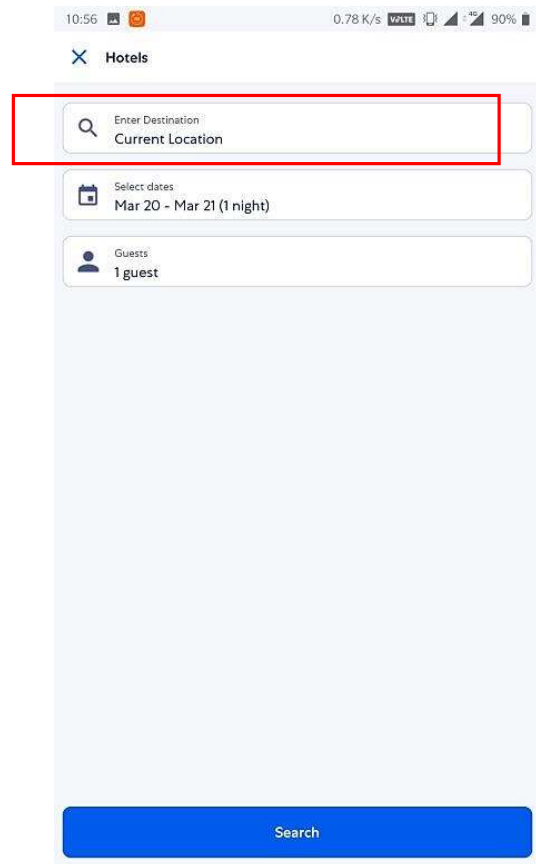 10:56 0.78 K/s VoLTE 4G 90%
Hotels
Enter Destination
Current Location
Select dates
Mar 20 - Mar 21 (1 night)
Guests
1 guest
Search